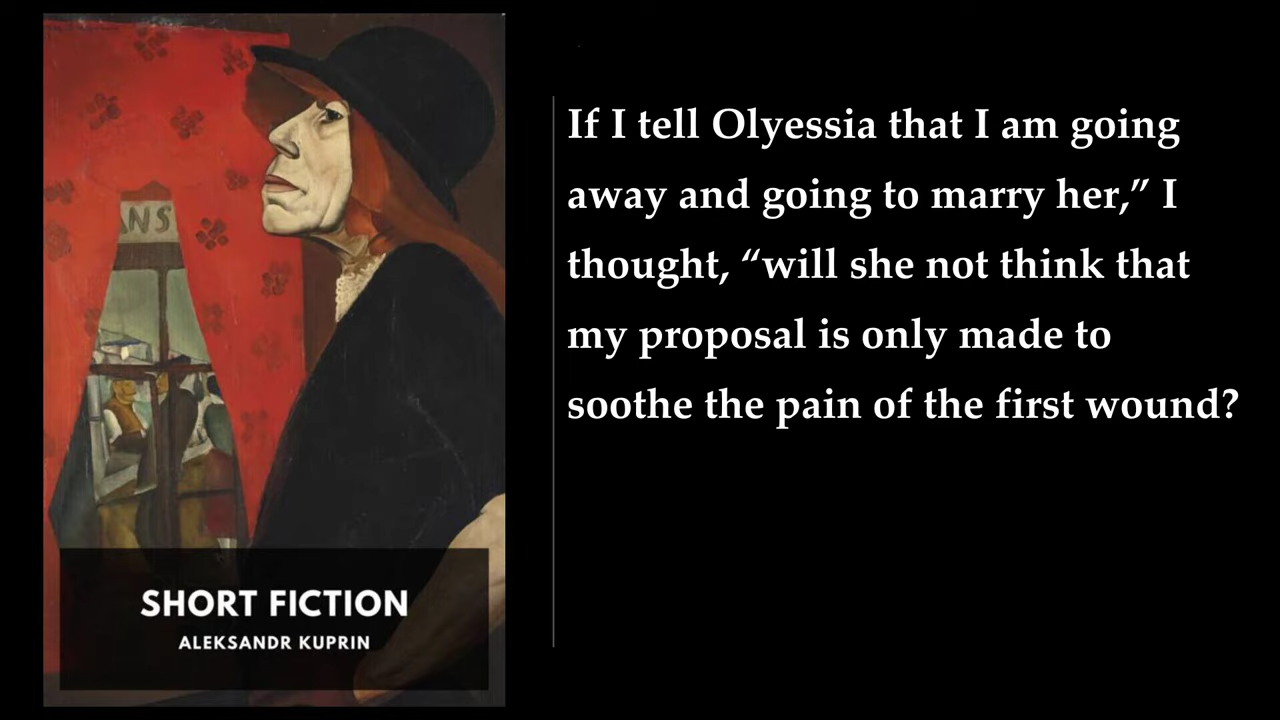 NS
SHORT FICTION
ALEKSANDR KUPRIN
If I tell Olyessia that I am going
away and going to marry her,” I
thought, “will she not think that
my proposal is only made to
soothe the pain of the first wound?